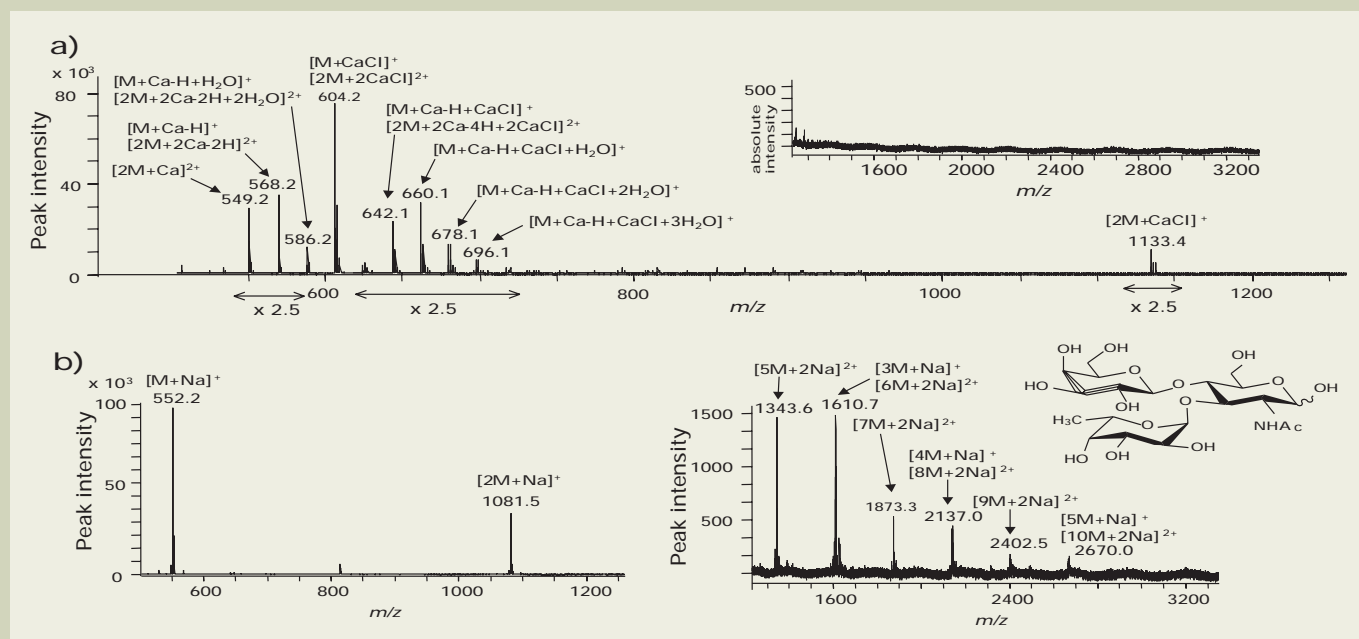 a)
x 10³
Peak intensity
80
40
0
[M+Ca-H+H₂O]⁺
[2M+2Ca-2H+2H₂O]²⁺
[M+Ca-H]⁺
[2M+2Ca-2H]²⁺
[2M+Ca]²⁺
549.2
568.2
586.2
[M+CaCl]⁺
[2M+2CaCl]²⁺
604.2
[M+Ca-H+CaCl]⁺
[2M+2Ca-4H+2CaCl]²⁺
[M+Ca-H+CaCl+H₂O]⁺
642.1
660.1
[M+Ca-H+CaCl+2H₂O]⁺
678.1
[M+Ca-H+CaCl+3H₂O]⁺
696.1
[2M+CaCl]⁺
1133.4
600
800
m/z
1000
1200
x 2.5
x 2.5
x 2.5
500
absolute
intensity
1600
2000
2400
2800
3200
m/z
b)
x 10³
Peak intensity
100
50
0
[M+Na]⁺
552.2
[2M+Na]⁺
1081.5
600
800
1000
1200
m/z
Peak intensity
1500
1000
500
[5M+2Na]²⁺
1343.6
[3M+Na]⁺
[6M+2Na]²⁺
1610.7
[7M+2Na]²⁺
1873.3
[4M+Na]⁺
[8M+2Na]²⁺
2137.0
[9M+2Na]²⁺
2402.5
[5M+Na]⁺
[10M+2Na]²⁺
2670.0
1600
2400
3200
m/z
OH
OH
HO
OH
O
O
OH
O
OH
O
NHAc
H₃C
O
OH
HO
OH